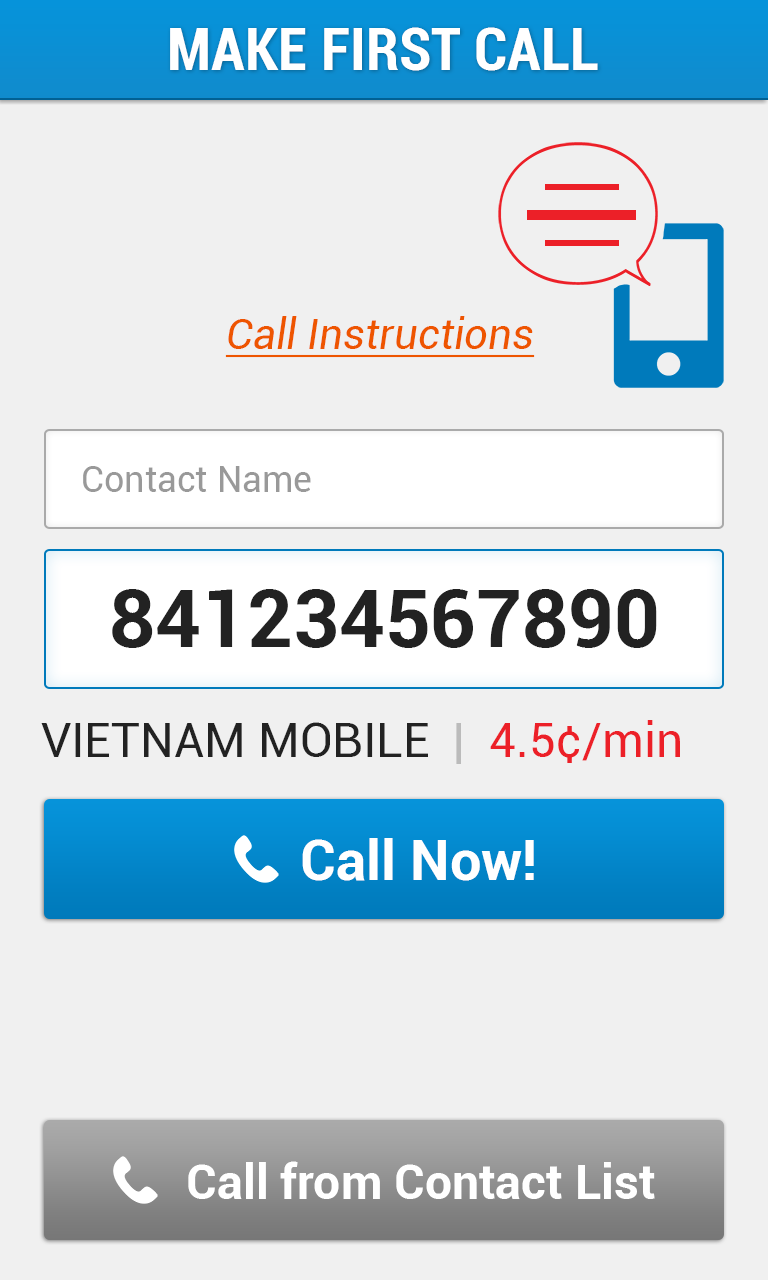 MAKE FIRST CALL
Call Instructions
Contact Name
841234567890
VIETNAM MOBILE | 4.5¢/min
Call Now!
Call from Contact List